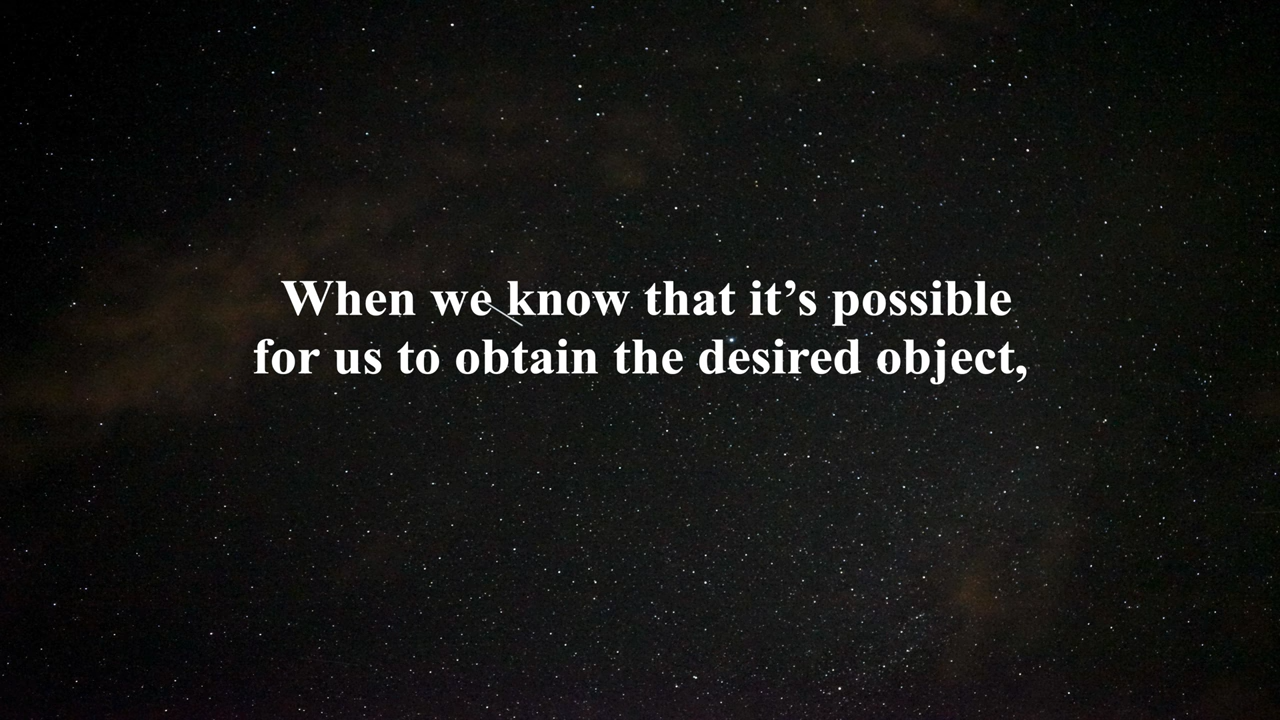 When we know that it’s possible
for us to obtain the desired object,